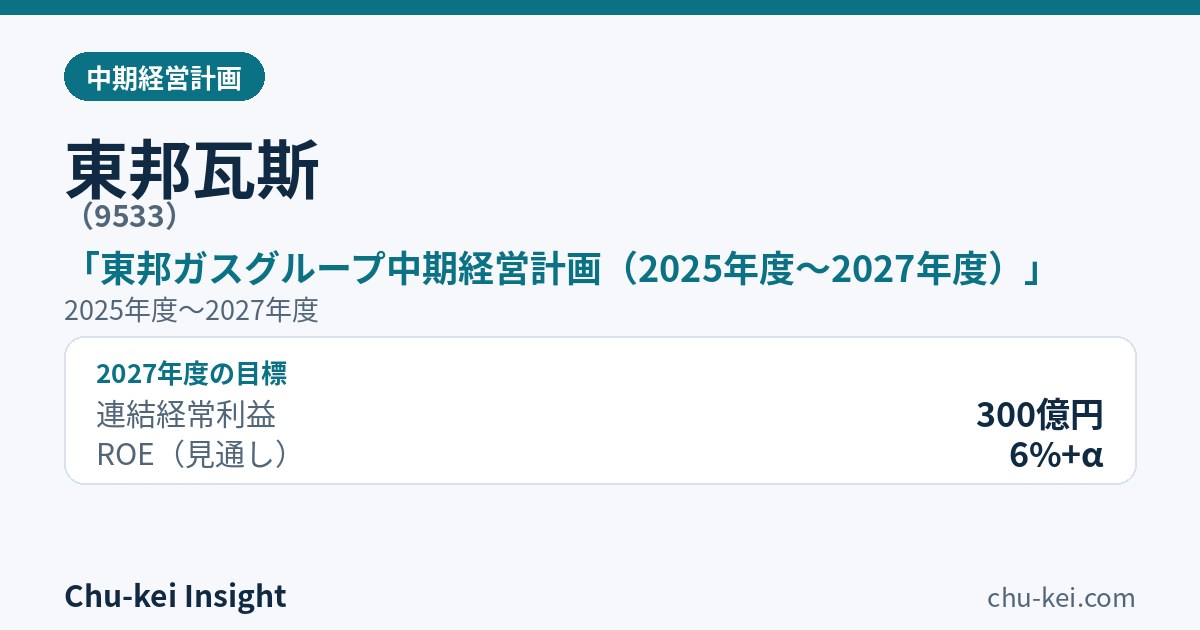 中期経営計画
東邦瓦斯
（9533）
「東邦ガスグループ中期経営計画（2025年度～2027年度）」
2025年度～2027年度
2027年度の目標
連結経常利益 300億円
ROE（見通し） 6%+α
Chu-kei Insight chu-kei.com